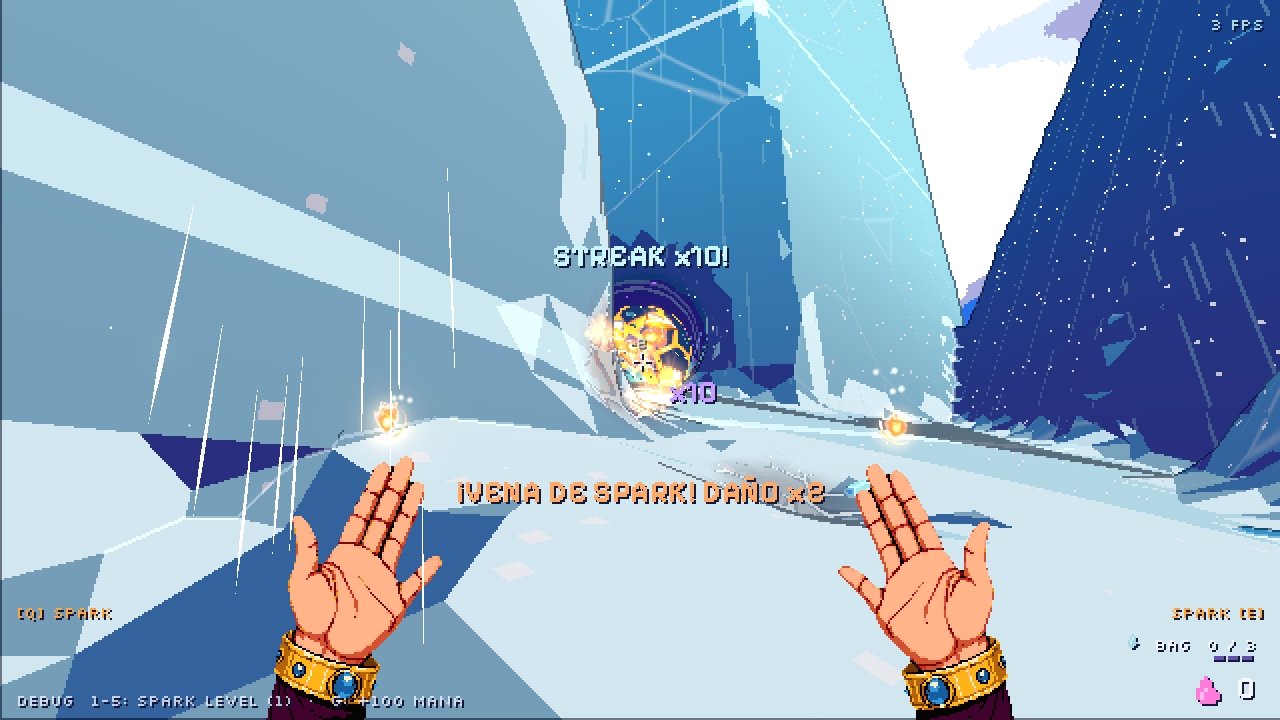 3 FPS
STREAK x10!
x10
¡VENA DE SPARK! DAÑO x2
[Q] SPARK
SPARK [E]
BAG 0 / 3
0
DEBUG 1-5: SPARK LEVEL (1) +100 MANA